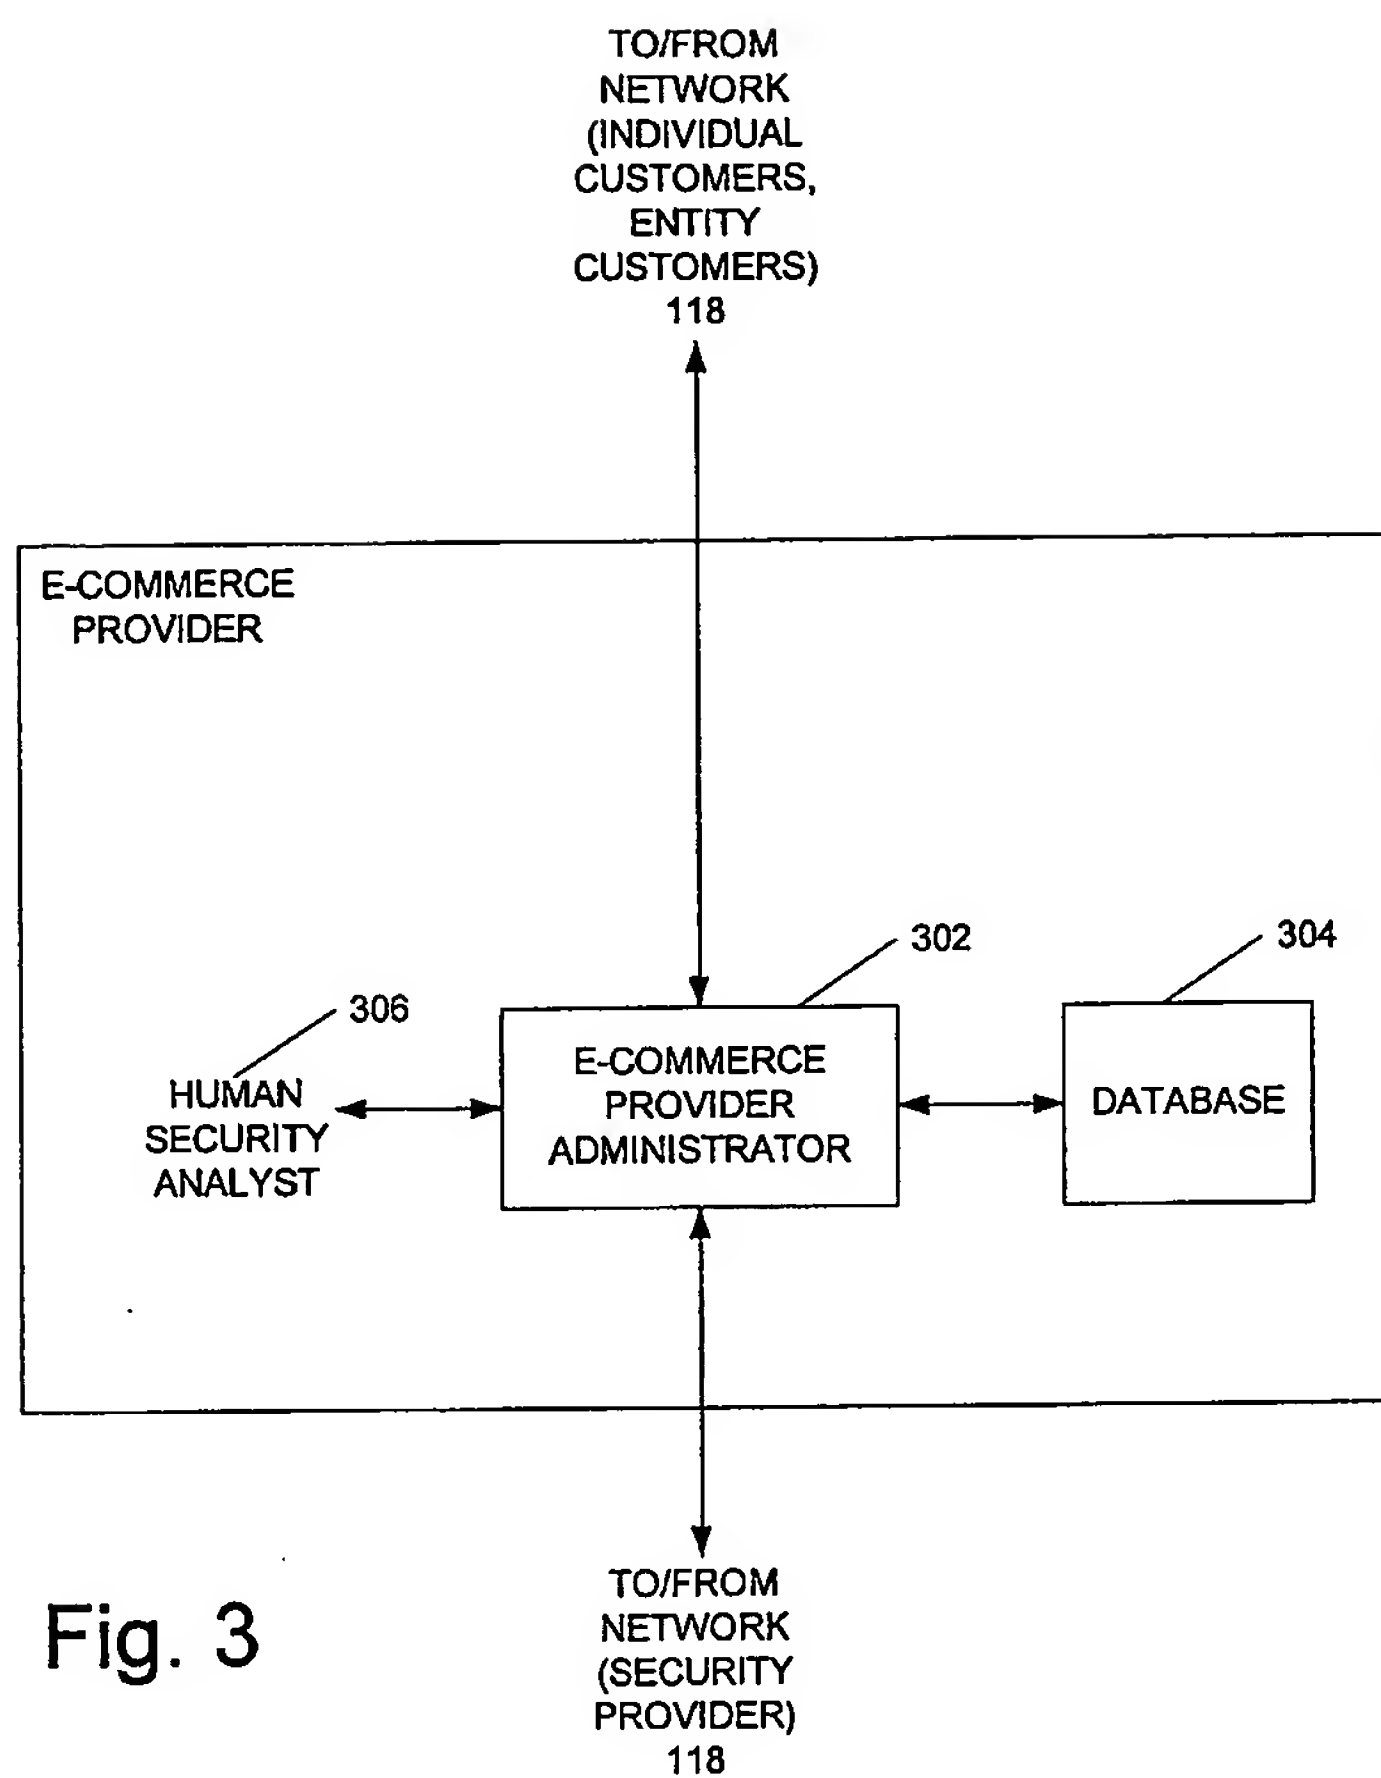 TO/FROM
NETWORK
(INDIVIDUAL
CUSTOMERS,
ENTITY
CUSTOMERS)
118
E-COMMERCE
PROVIDER
302
304
306
HUMAN
SECURITY
ANALYST
E-COMMERCE
PROVIDER
ADMINISTRATOR
DATABASE
TO/FROM
NETWORK
(SECURITY
PROVIDER)
118
Fig. 3